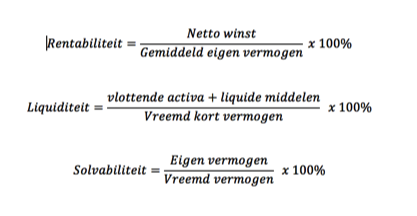 Rentabiliteit = Netto winst / Gemiddeld eigen vermogen x 100%
Liquiditeit = vlottende activa + liquide middelen / Vreemd kort vermogen x 100%
Solvabiliteit = Eigen vermogen / Vreemd vermogen x 100%